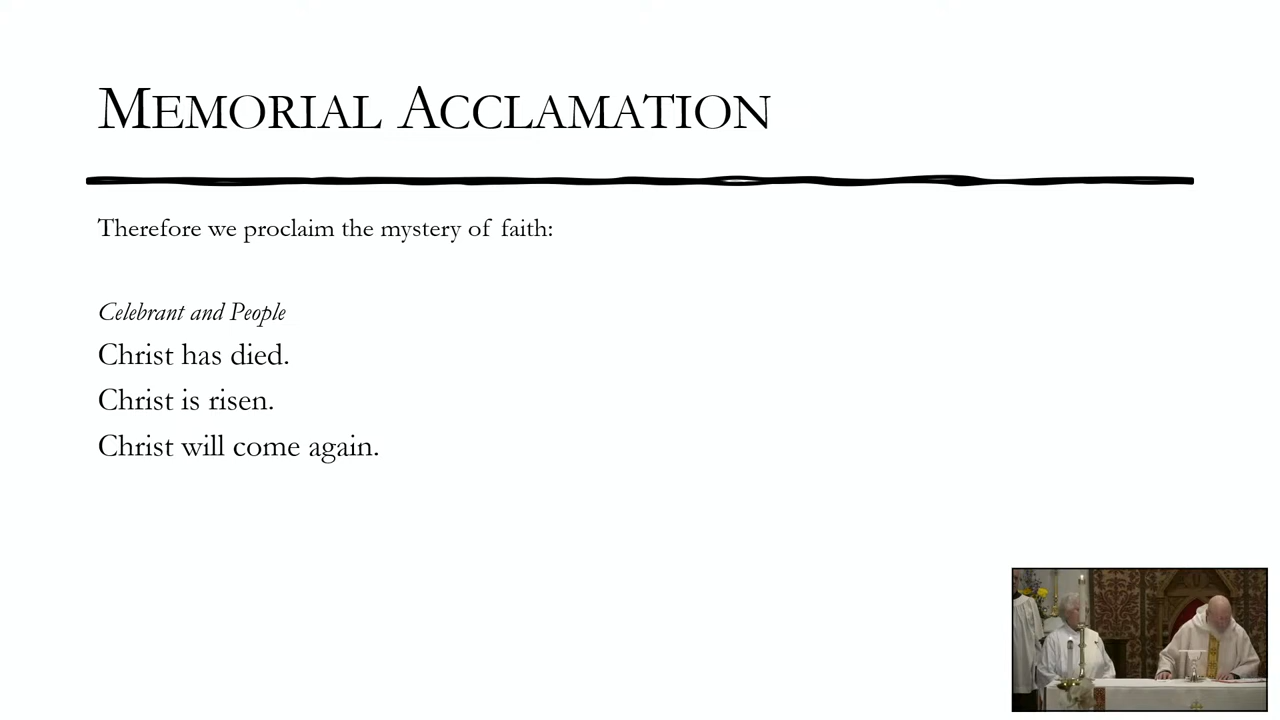 MEMORIAL ACCLAMATION
Therefore we proclaim the mystery of faith:
Celebrant and People
Christ has died.
Christ is risen.
Christ will come again.